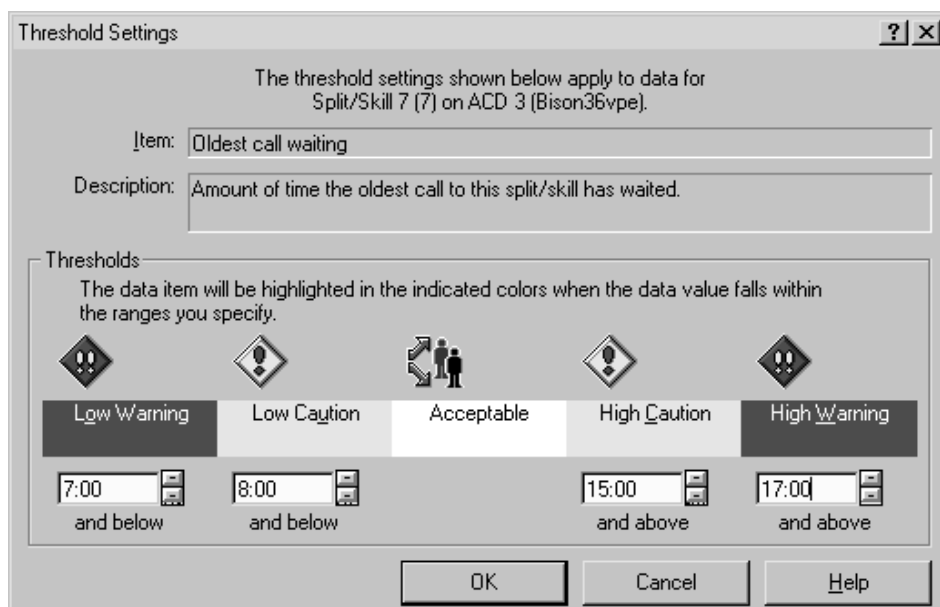 Threshold Settings
The threshold settings shown below apply to data for
Split/Skill 7 (7) on ACD 3 (Bison36vpe).
Item: Oldest call waiting
Description: Amount of time the oldest call to this split/skill has waited.
Thresholds
The data item will be highlighted in the indicated colors when the data value falls within
the ranges you specify.
Low Warning Low Caution Acceptable High Caution High Warning
7:00 8:00 15:00 17:00
and below and below and above and above
OK Cancel Help